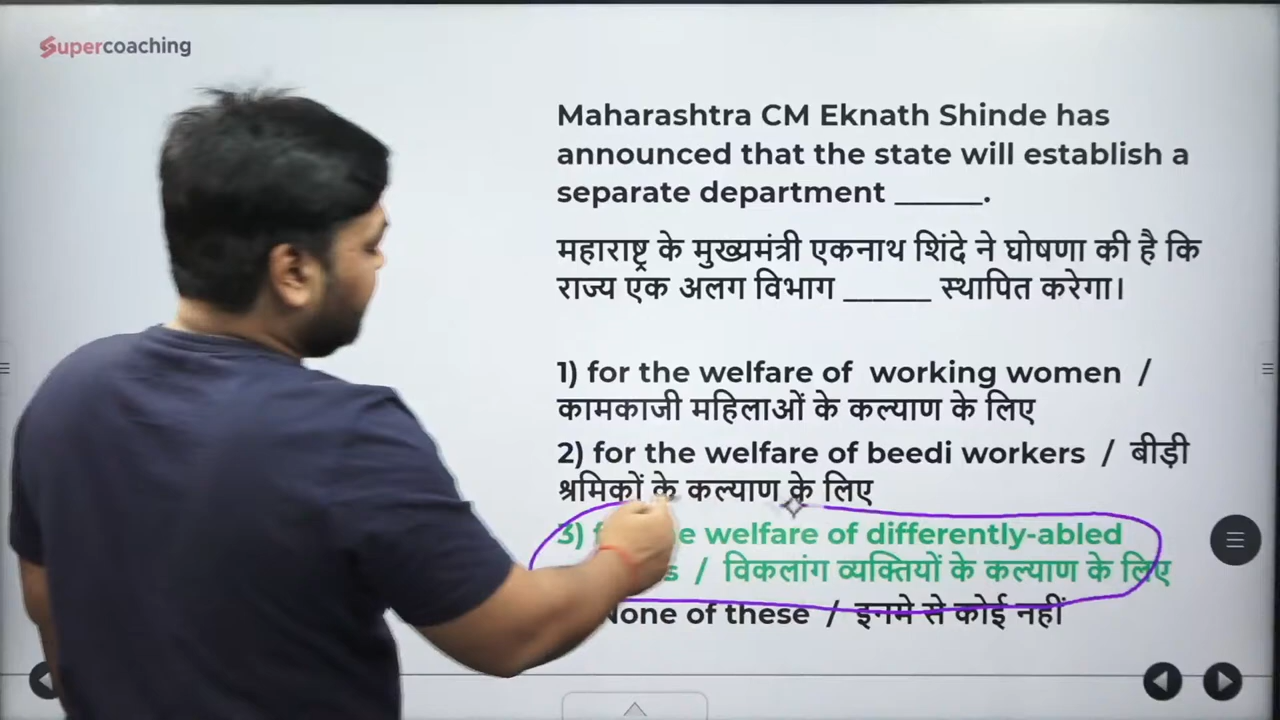 Supercoaching
Maharashtra CM Eknath Shinde has
announced that the state will establish a
separate department ______.
महाराष्ट्र के मुख्यमंत्री एकनाथ शिंदे ने घोषणा की है कि
राज्य एक अलग विभाग ______ स्थापित करेगा।
1) for the welfare of working women /
कामकाजी महिलाओं के कल्याण के लिए
2) for the welfare of beedi workers / बीड़ी
श्रमिकों के कल्याण के लिए
3) welfare of differently-abled
/ विकलांग व्यक्तियों के कल्याण के लिए
None of these / इनमे से कोई नहीं